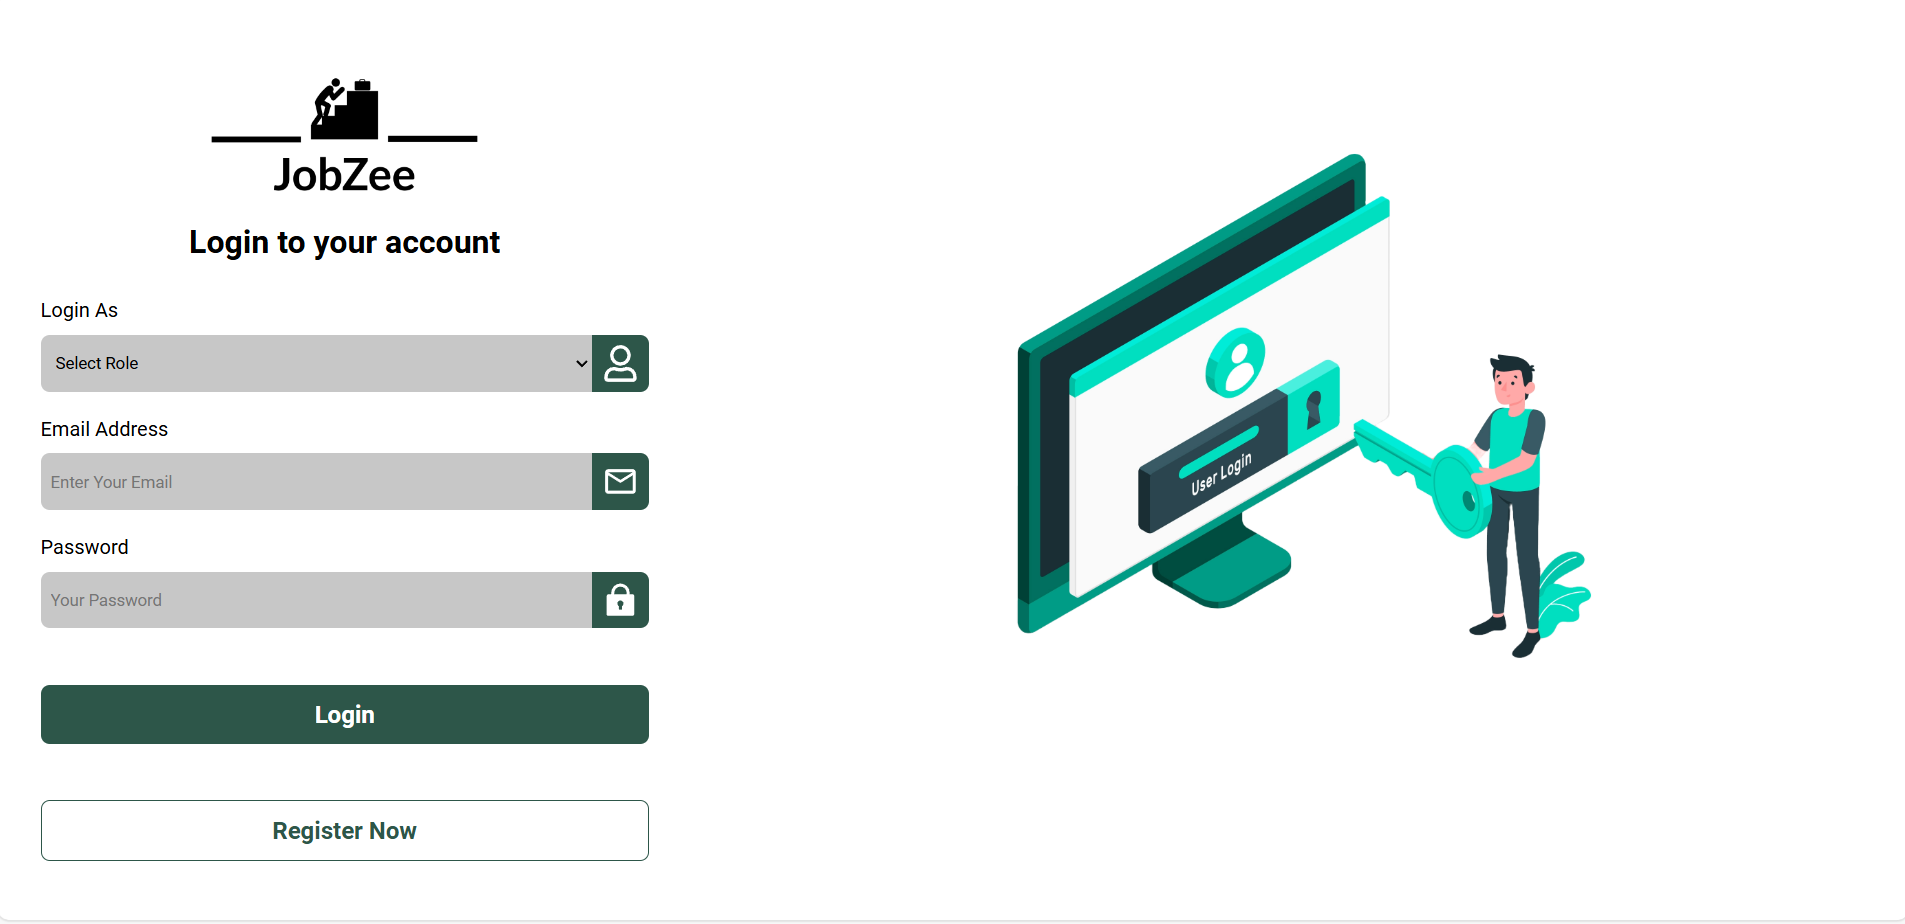 JobZee
Login to your account
Login As
Select Role
Email Address
Enter Your Email
Password
Your Password
Login
Register Now
User Login